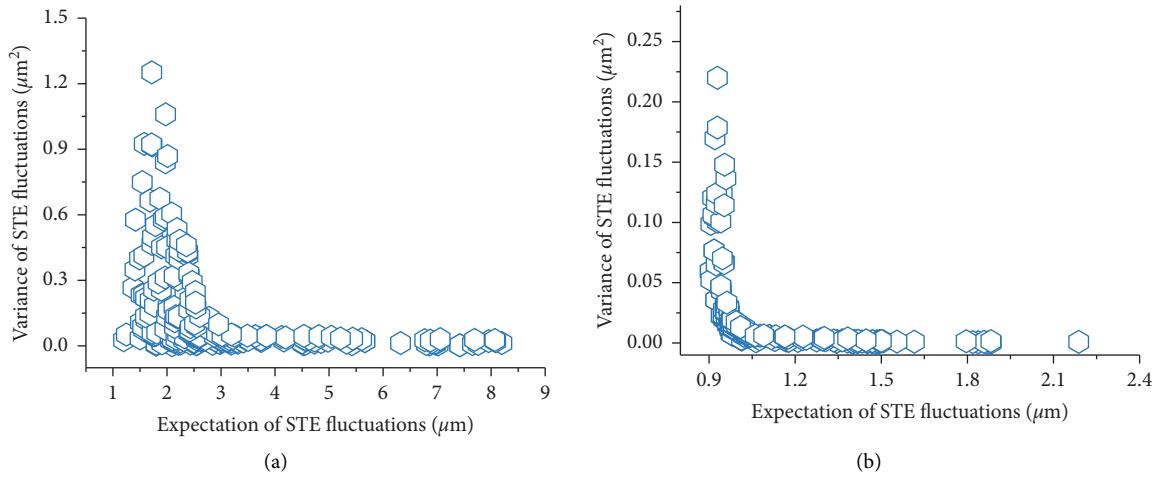 1.5
1.2
0.9
0.6
0.3
0.0
Variance of STE fluctuations (μm²)
1 2 3 4 5 6 7 8 9
Expectation of STE fluctuations (μm)
(a)
0.25
0.20
0.15
0.10
0.05
0.00
Variance of STE fluctuations (μm²)
0.9 1.2 1.5 1.8 2.1 2.4
Expectation of STE fluctuations (μm)
(b)